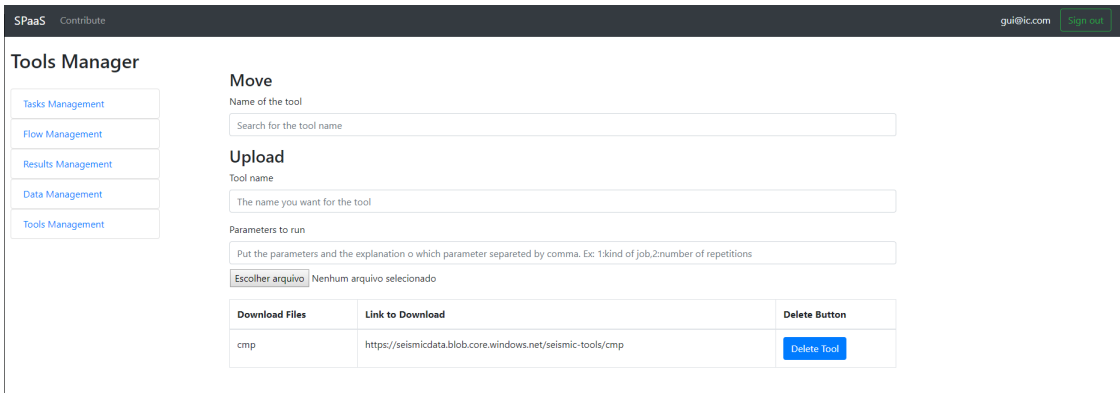 SPaaS Contribute gui@ic.com Sign out
Tools Manager
Tasks Management
Flow Management
Results Management
Data Management
Tools Management
Move
Name of the tool
Search for the tool name
Upload
Tool name
The name you want for the tool
Parameters to run
Put the parameters and the explanation o which parameter separeted by comma. Ex: 1:kind of job,2:number of repetitions
Escolher arquivo Nenhum arquivo selecionado
Download Files Link to Download Delete Button
cmp https://seismicdata.blob.core.windows.net/seismic-tools/cmp Delete Tool